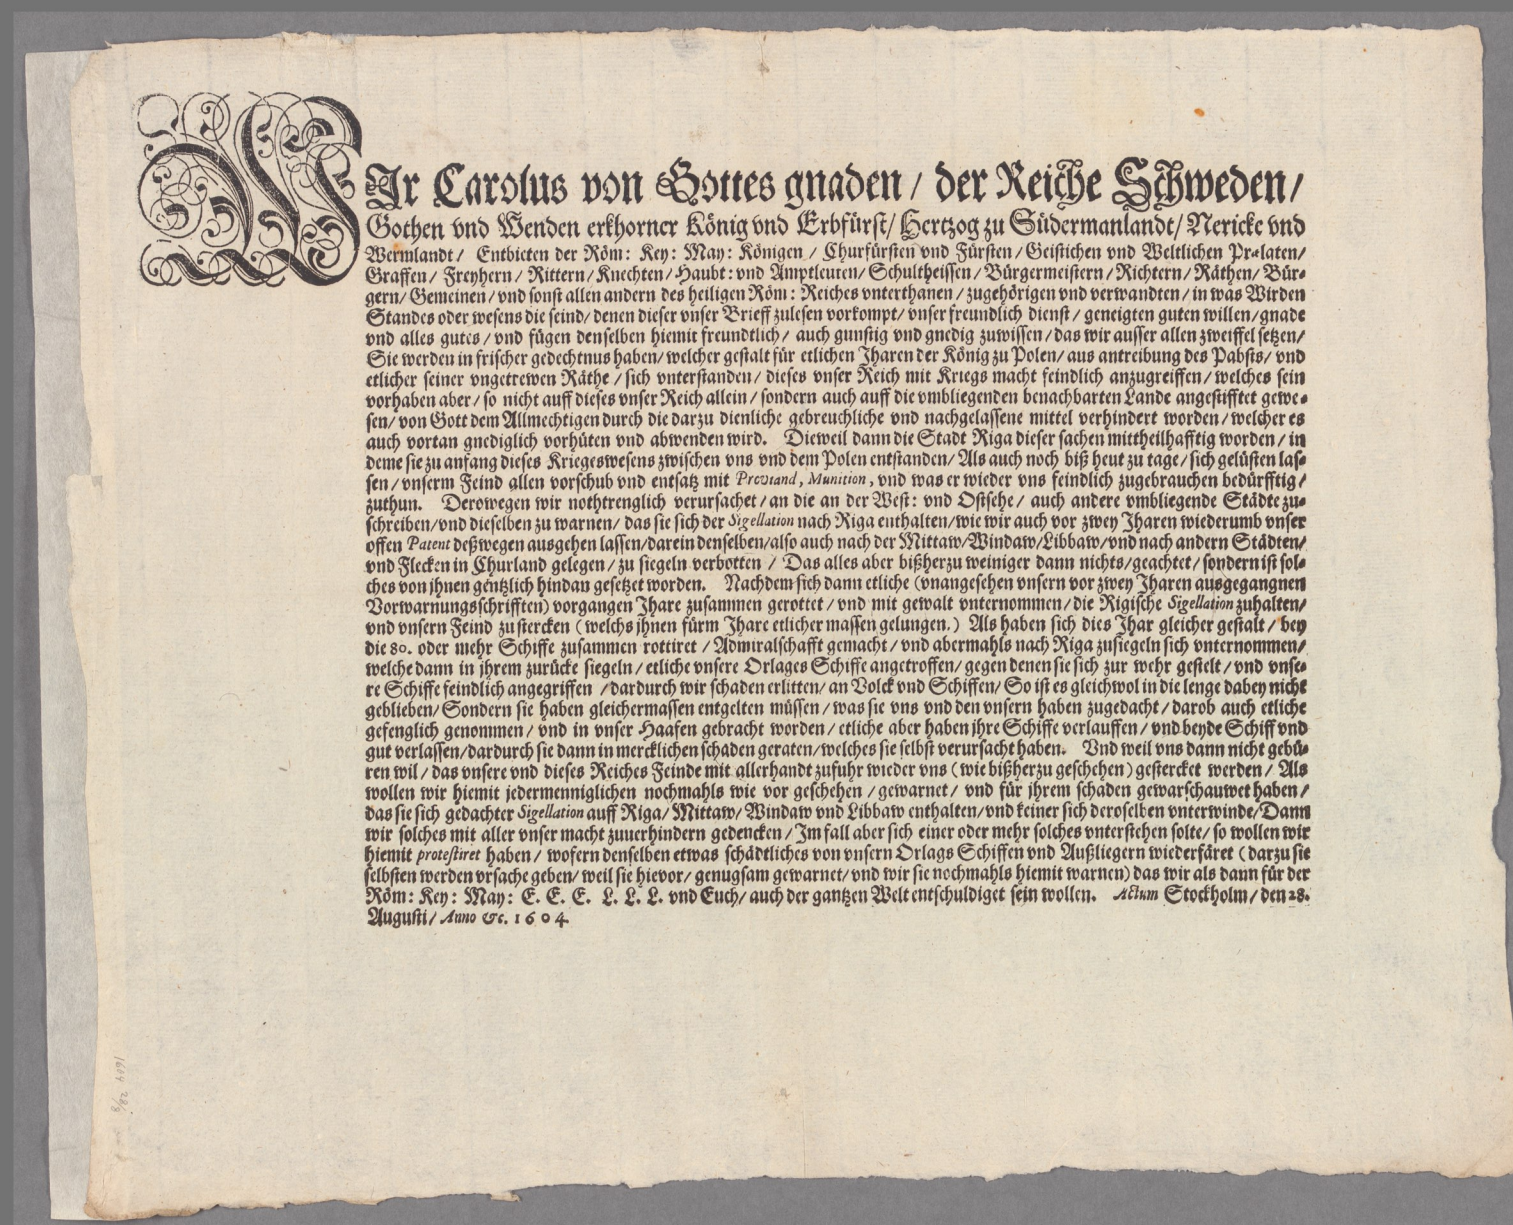 WIr Carolus von Gottes gnaden / der Reiche Schweden /
Gothen vnd Wenden erkhorner König vnd Erbfürst / Hertzog zu Südermanlandt / Nericke vnd
Wermlandt / Entbieten der Röm: Key: May: Königen / Churfürsten vnd Fürsten / Geistichen vnd Weltlichen Prælaten /
Graffen / Freyhern / Rittern / Knechten / Haubt: vnd Amptleuten / Schultheissen / Bürgermeistern / Richtern / Räthen / Bür-
gern / Gemeinen / vnd sonst allen andern des heiligen Röm: Reiches vnterthanen / zugehörigen vnd verwandten / in was Wirden
Standes oder wesens die seind / denen dieser vnser Brieff zulesen vorkompt / vnser freundlich dienst / geneigten guten willen / gnade
vnd alles gutes / vnd fügen denselben hiemit freundtlich / auch gunstig vnd gnedig zuwissen / das wir ausser allen zweiffel setzen /
Sie werden in frischer gedechtnus haben / welcher gestalt für etlichen Jharen der König zu Polen / aus antreibung des Pabsts / vnd
etlicher seiner vngetrewen Räthe / sich vnterstanden / dieses vnser Reich mit Kriegs macht feindlich anzugreiffen / welches sein
vorhaben aber / so nicht auff dieses vnser Reich allein / sondern auch auff die vmbliegenden benachbarten Lande angestifftet gewe-
sen / von Gott dem Allmechtigen durch die darzu dienliche gebreuchliche vnd nachgelassene mittel verhindert worden / welcher es
auch vortan gnediglich vorhüten vnd abwenden wird. Dieweil dann die Stadt Riga dieser sachen mittheilhafftig worden / in
deme sie zu anfang dieses Kriegeswesens zwischen vns vnd dem Polen entstanden / Als auch noch biß heut zu tage / sich gelüsten las-
sen / vnserm Feind allen vorschub vnd entsatz mit Proviand, Munition, vnd was er wieder vns feindlich zugebrauchen bedürfftig /
zuthun. Derowegen wir nothtrenglich verursachet / an die an der West: vnd Ostsehe / auch andere vmbliegende Städte zu-
schreiben / vnd dieselben zu warnen / das sie sich der Sigellation nach Riga enthalten / wie wir auch vor zwey Jharen wiederumb vnser
offen Patent deßwegen ausgehen lassen / darein denselben / also auch nach der Mittaw / Windaw / Libbaw / vnd nach andern Städten /
vnd Flecken in Churland gelegen / zu siegeln verbotten / Das alles aber bißherzu weiniger dann nichts / geachtet / sondern ist sol-
ches von jhnen gentzlich hindan gesetzet worden. Nachdem sich dann etliche (vnangesehen vnsern vor zwey Jharen ausgegangnen
Vorwarnungsschrifften) vorgangen Jhare zusammen gerottet / vnd mit gewalt vnternommen / die Rigische Sigellation zuhalten /
vnd vnsern Feind zu stercken (welchs jhnen fürm Jhare etlicher massen gelungen.) Als haben sich dies Jhar gleicher gestalt / bey
die 80. oder mehr Schiffe zusammen rottiret / Admiralschafft gemacht / vnd abermahls nach Riga zusiegeln sich vnternommen /
welche dann in jhrem zurücke siegeln / etliche vnsere Orlages Schiffe angetroffen / gegen denen sie sich zur wehr gestelt / vnd vnse-
re Schiffe feindlich angegriffen / dardurch wir schaden erlitten / an Volck vnd Schiffen / So ist es gleichwol in die lenge dabey nicht
geblieben / Sondern sie haben gleichermassen entgelten müssen / was sie vns vnd den vnsern haben zugedacht / darob auch etliche
gefenglich genommen / vnd in vnser Haafen gebracht worden / etliche aber haben jhre Schiffe verlauffen / vnd beyde Schiff vnd
gut verlassen / dardurch sie dann in mercklichen schaden geraten / welches sie selbst verursacht haben. Vnd weil vns dann nicht gebü-
ren wil / das vnsere vnd dieses Reiches Feinde mit allerhandt zufuhr wieder vns (wie bißherzu geschehen) gestercket werden / Als
wollen wir hiemit jedermenniglichen nochmahls wie vor geschehen / gewarnet / vnd für jhrem schaden gewarschauwet haben /
das sie sich gedachter Sigellation auff Riga / Mittaw / Windaw vnd Libbaw enthalten / vnd keiner sich deroselben vnterwinde / Dann
wir solches mit aller vnser macht zuuerhindern gedencken / Im fall aber sich einer oder mehr solches vnterstehen solte / so wollen wir
hiemit protestiret haben / wofern denselben etwas schädtliches von vnsern Orlags Schiffen vnd Außliegern wiederfäret (darzu sie
selbsten werden vrsache geben / weil sie hievor / genugsam gewarnet / vnd wir sie nochmahls hiemit warnen) das wir als dann für der
Röm: Key: May: E. E. E. L. L. L. vnd Euch / auch der gantzen Welt entschuldiget sein wollen. Actum Stockholm / den 28.
Augusti / Anno &c. 1604
1604 28/8